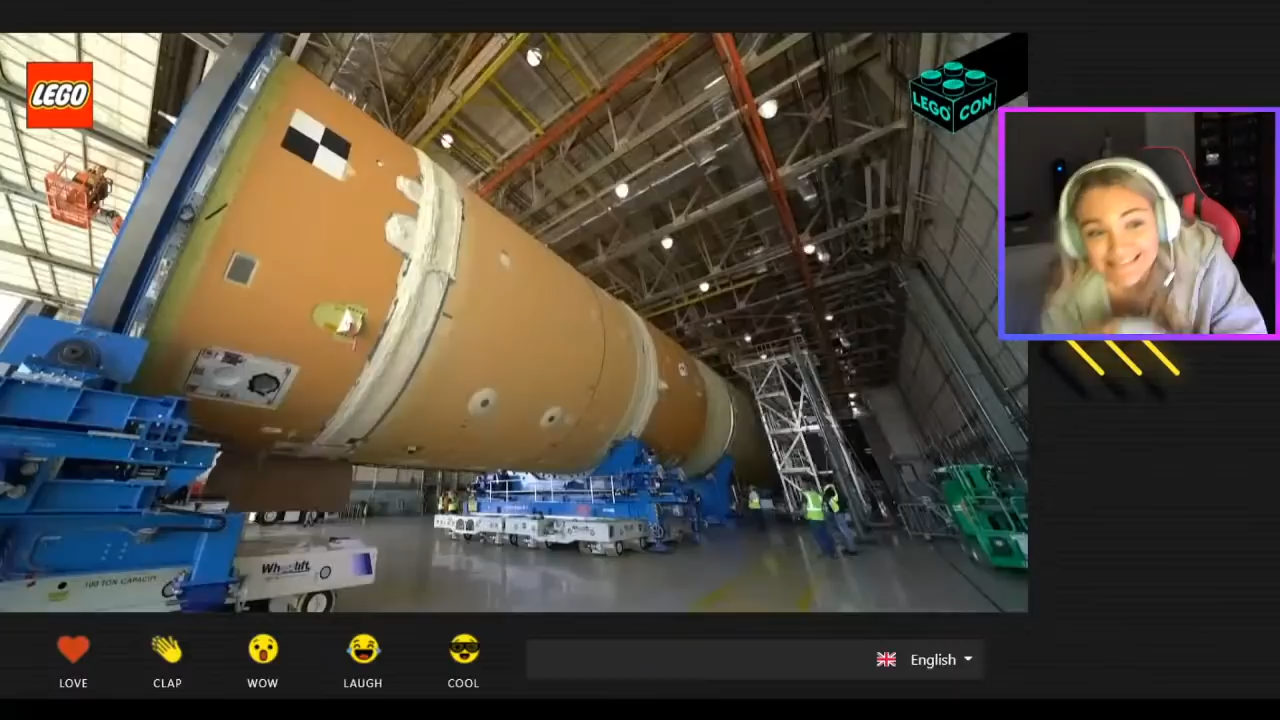 LEGO
LEGO
CON
100 TON CAPACITY
Wheelift
LOVE
CLAP
WOW
LAUGH
COOL
English